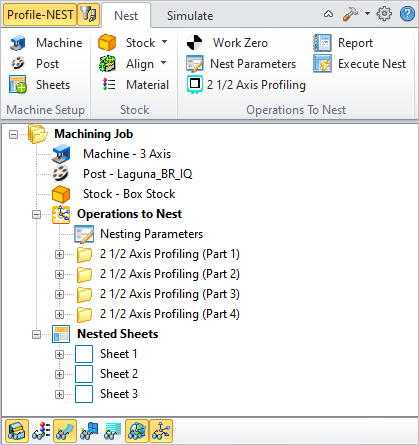 Profile-NEST Nest Simulate
Machine Stock Work Zero Report
Post Align Nest Parameters Execute Nest
Sheets Material 2 1/2 Axis Profiling
Machine Setup Stock Operations To Nest
Machining Job
Machine - 3 Axis
Post - Laguna_BR_IQ
Stock - Box Stock
Operations to Nest
Nesting Parameters
2 1/2 Axis Profiling (Part 1)
2 1/2 Axis Profiling (Part 2)
2 1/2 Axis Profiling (Part 3)
2 1/2 Axis Profiling (Part 4)
Nested Sheets
Sheet 1
Sheet 2
Sheet 3